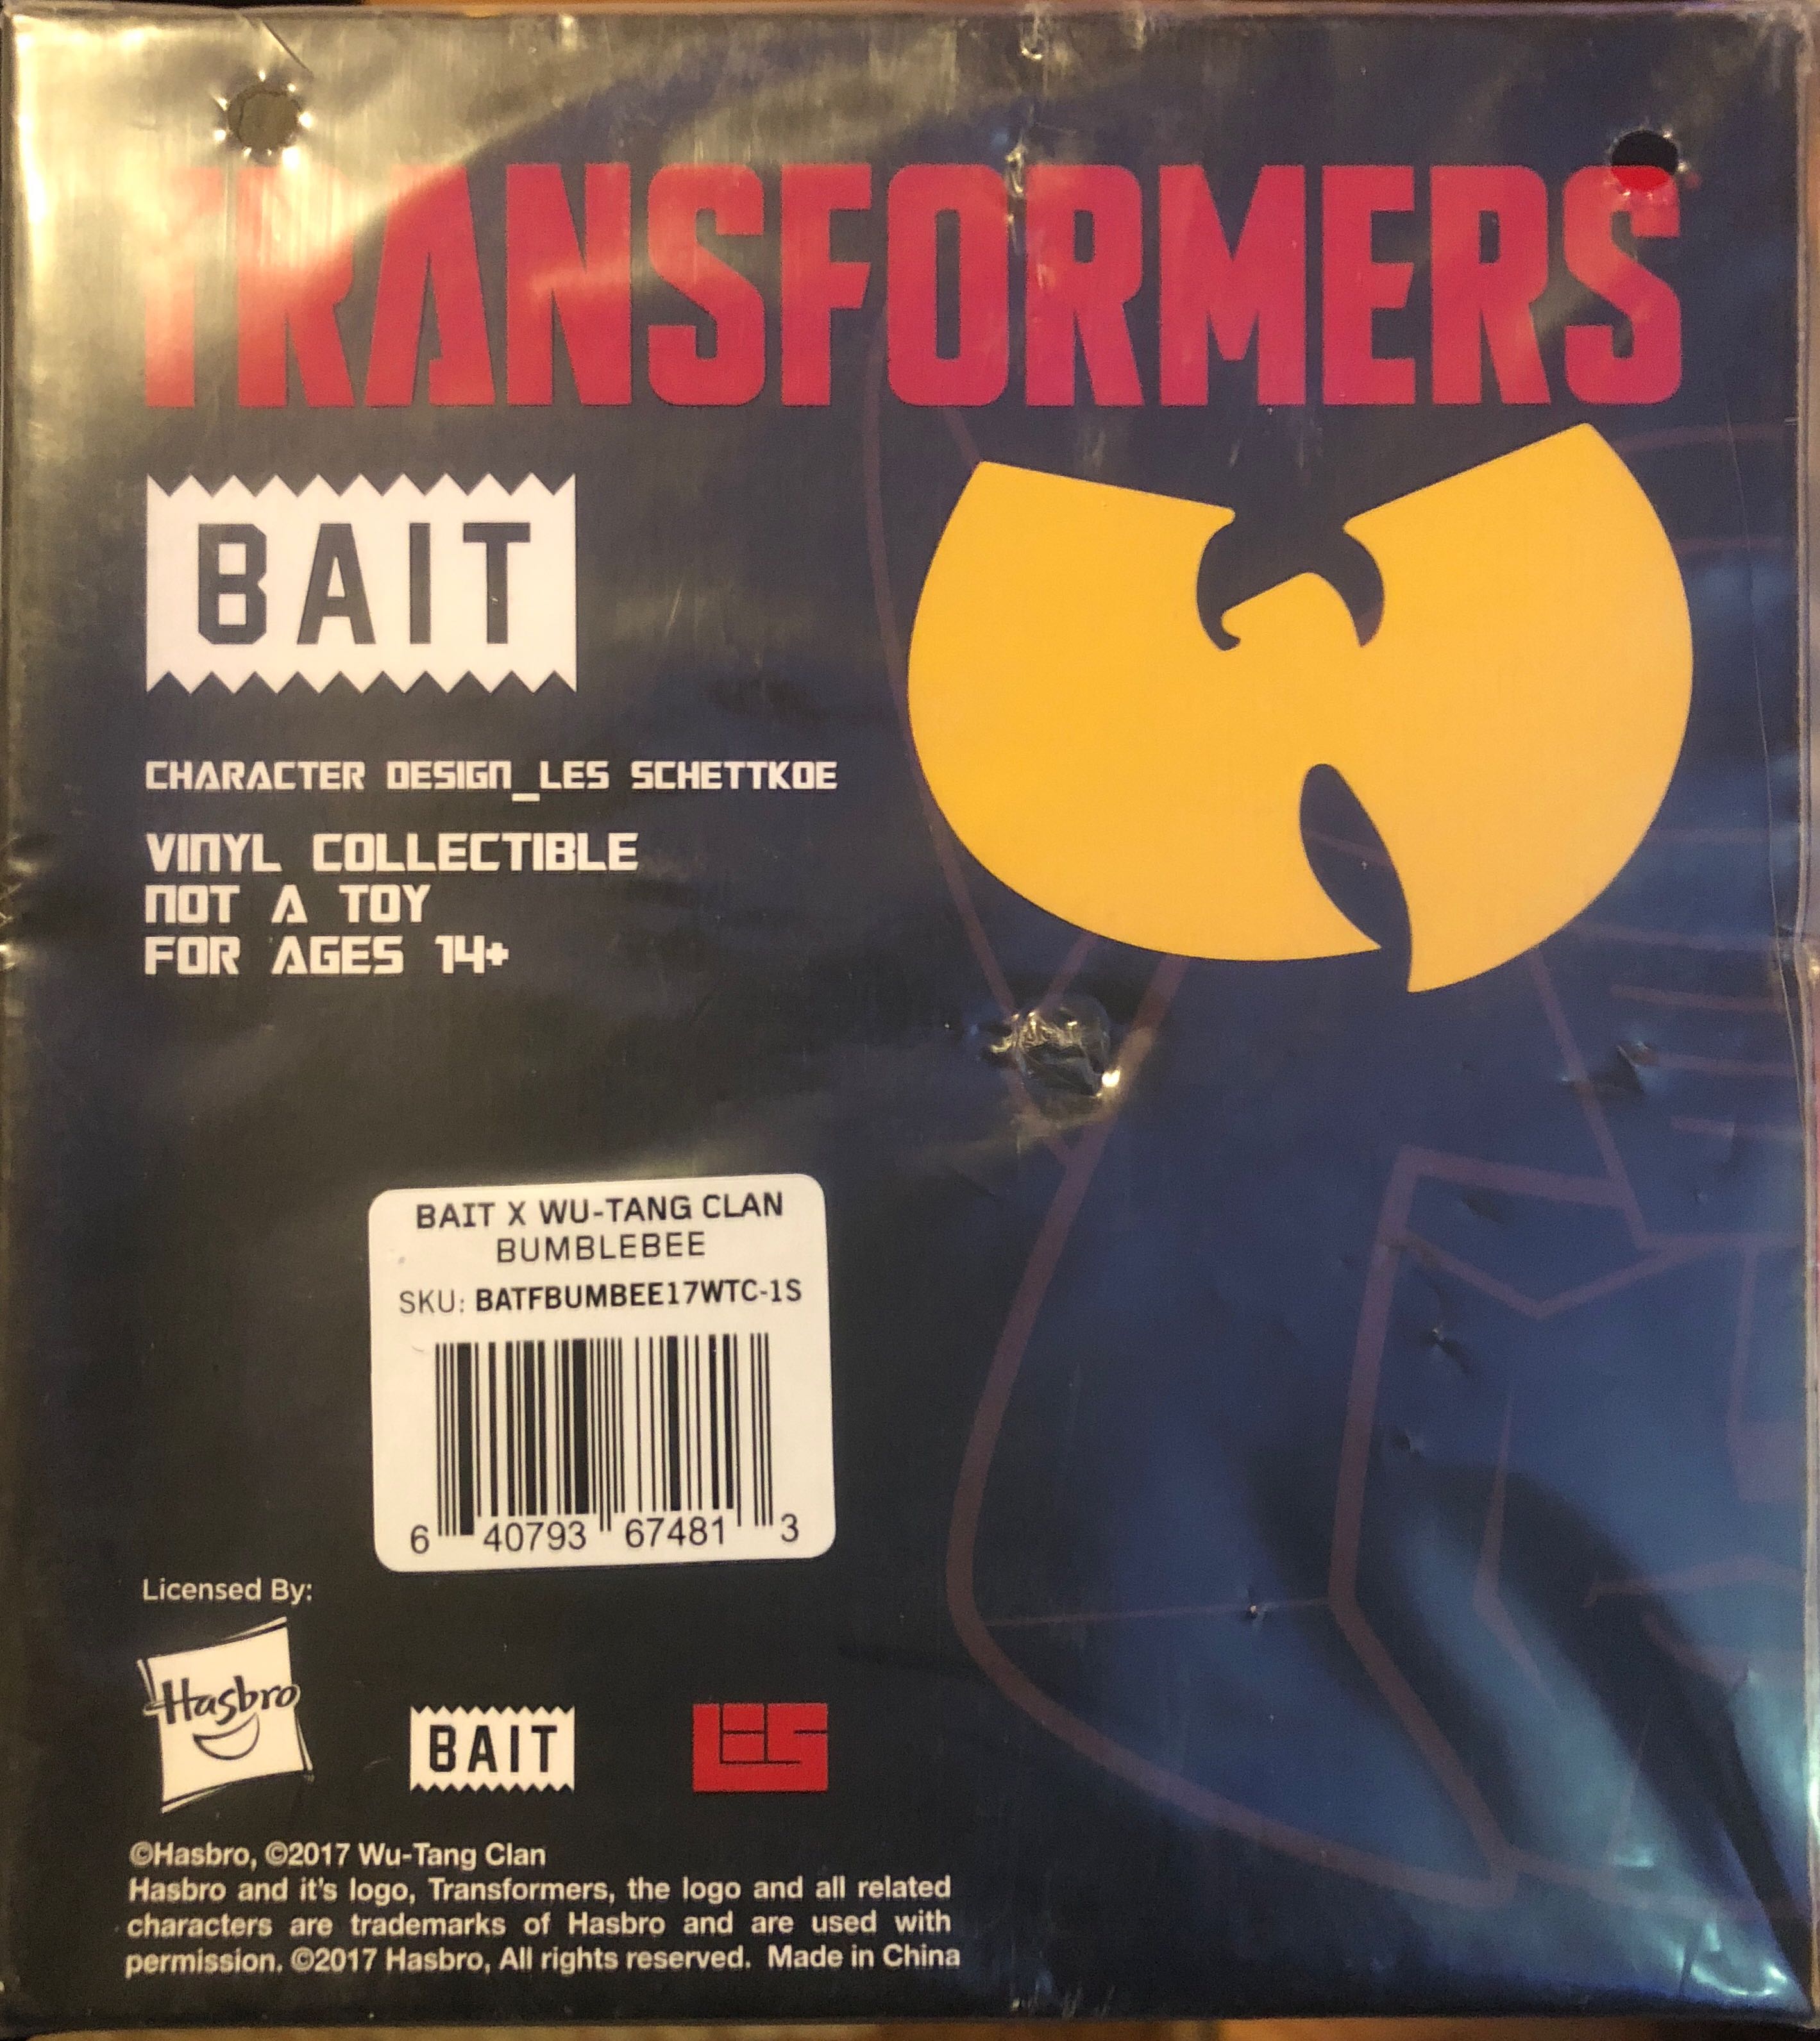 TRANSFORMERS
BAIT
CHARACTER DESIGN_LES SCHETTKOE
VINYL COLLECTIBLE
NOT A TOY
FOR AGES 14+
BAIT X WU-TANG CLAN
BUMBLEBEE
SKU: BATFBUMBEE17WTC-1S
6 40793 67481 3
Licensed By:
Hasbro
BAIT
LES
©Hasbro, ©2017 Wu-Tang Clan
Hasbro and it's logo, Transformers, the logo and all related
characters are trademarks of Hasbro and are used with
permission. ©2017 Hasbro, All rights reserved. Made in China